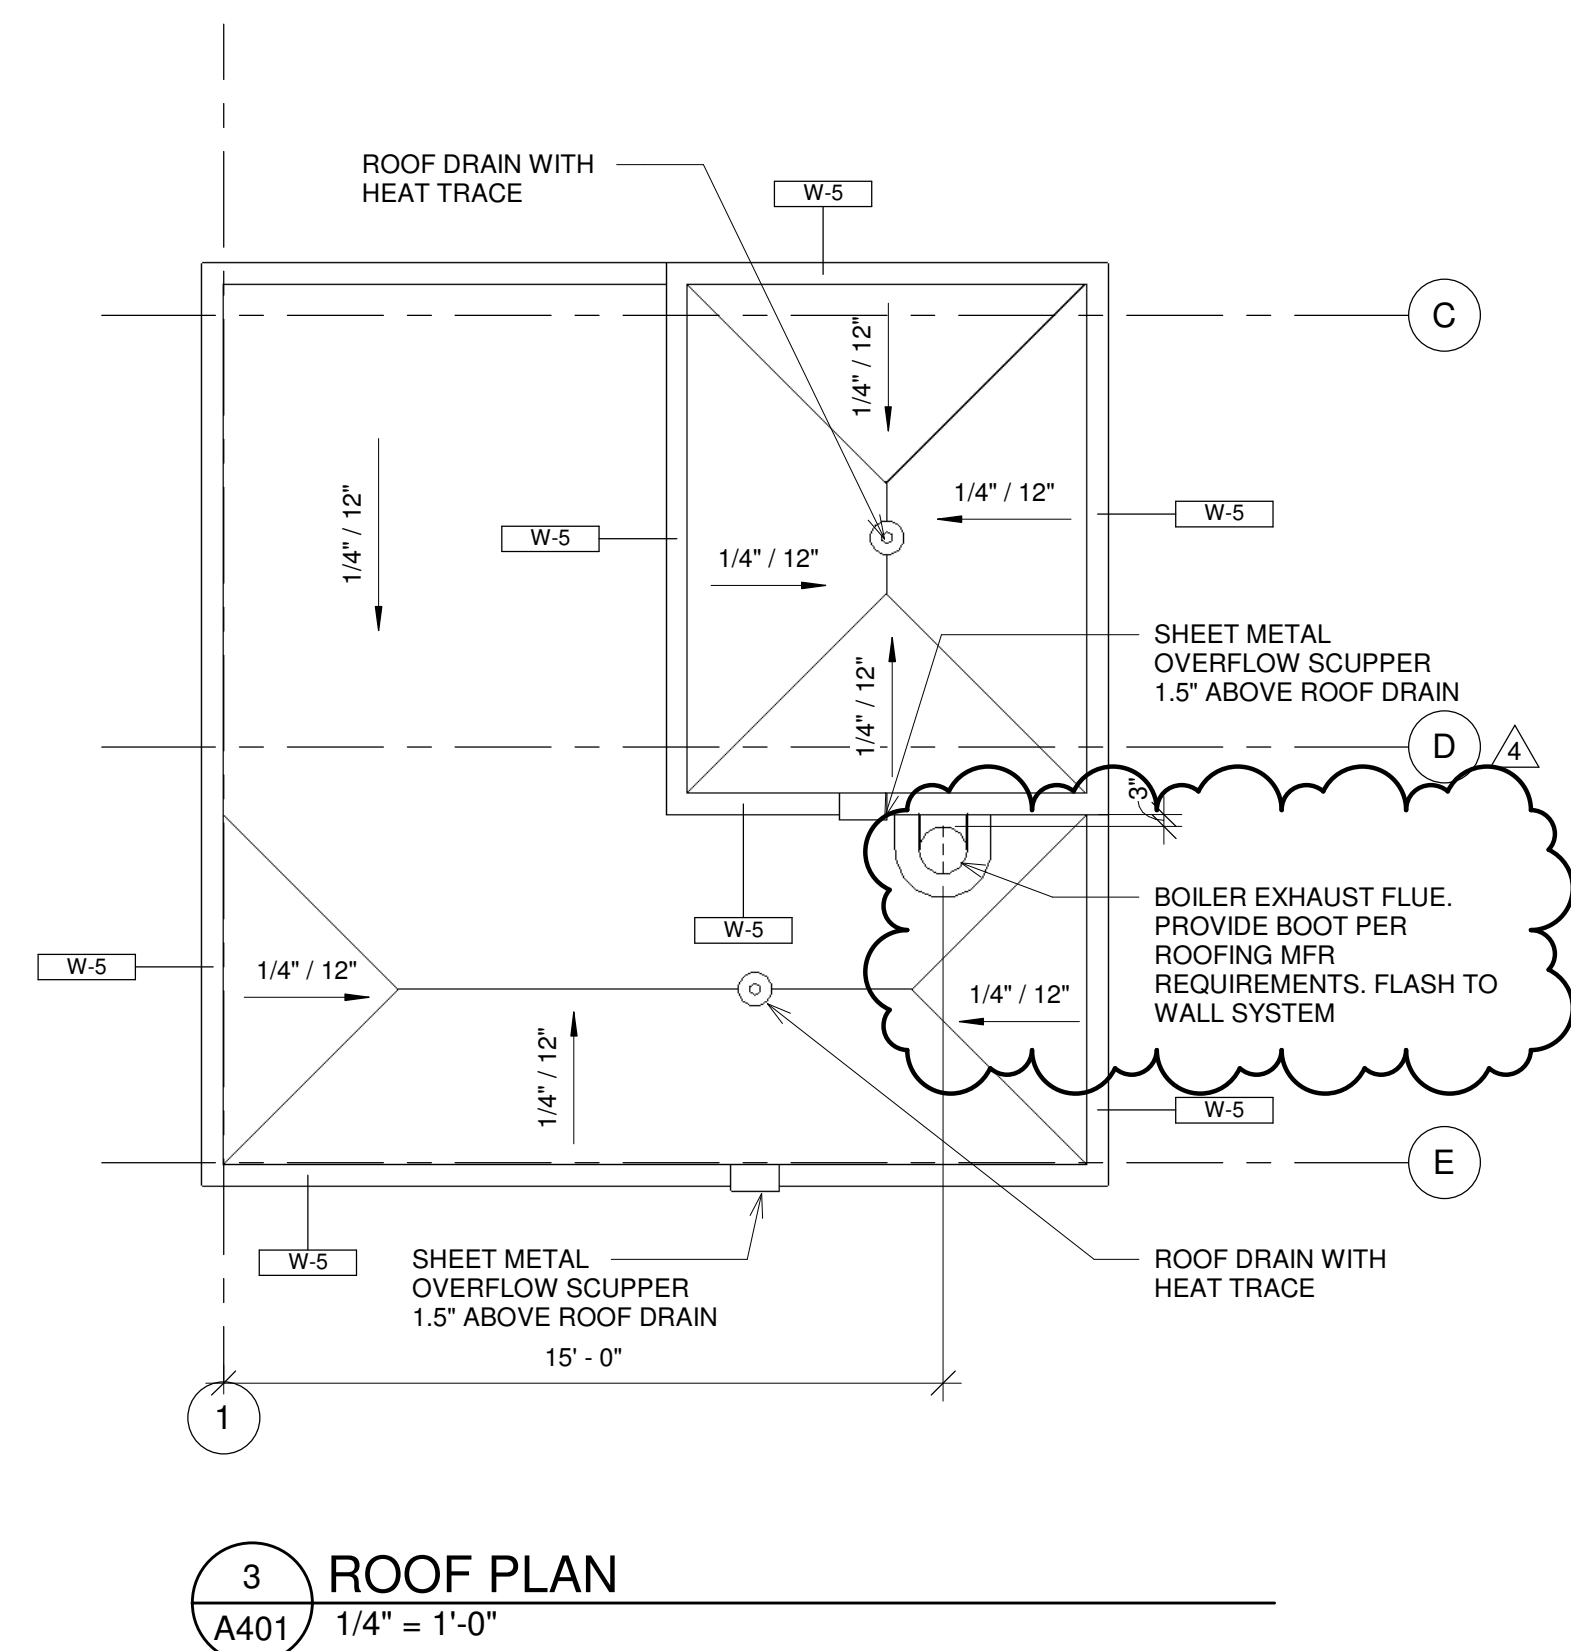 ROOF DRAIN WITH
HEAT TRACE
W-5
C
1/4" / 12"
1/4" / 12"
1/4" / 12"
W-5
W-5
1/4" / 12"
SHEET METAL
OVERFLOW SCUPPER
1.5" ABOVE ROOF DRAIN
1/4" / 12"
D
4
3"
BOILER EXHAUST FLUE.
PROVIDE BOOT PER
ROOFING MFR
REQUIREMENTS. FLASH TO
WALL SYSTEM
W-5
W-5
1/4" / 12"
1/4" / 12"
1/4" / 12"
W-5
E
W-5
SHEET METAL
OVERFLOW SCUPPER
1.5" ABOVE ROOF DRAIN
ROOF DRAIN WITH
HEAT TRACE
15' - 0"
1
3
ROOF PLAN
A401
1/4" = 1'-0"